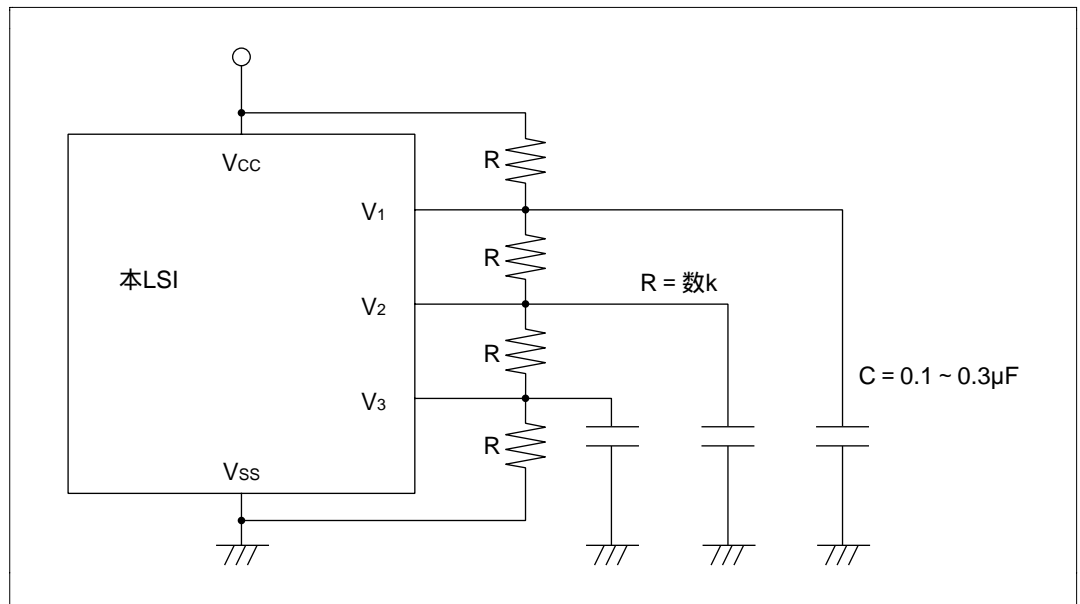 VCC
R
V1
本LSI
R
R = 数k
V2
R
C = 0.1 ~ 0.3μF
V3
R
VSS